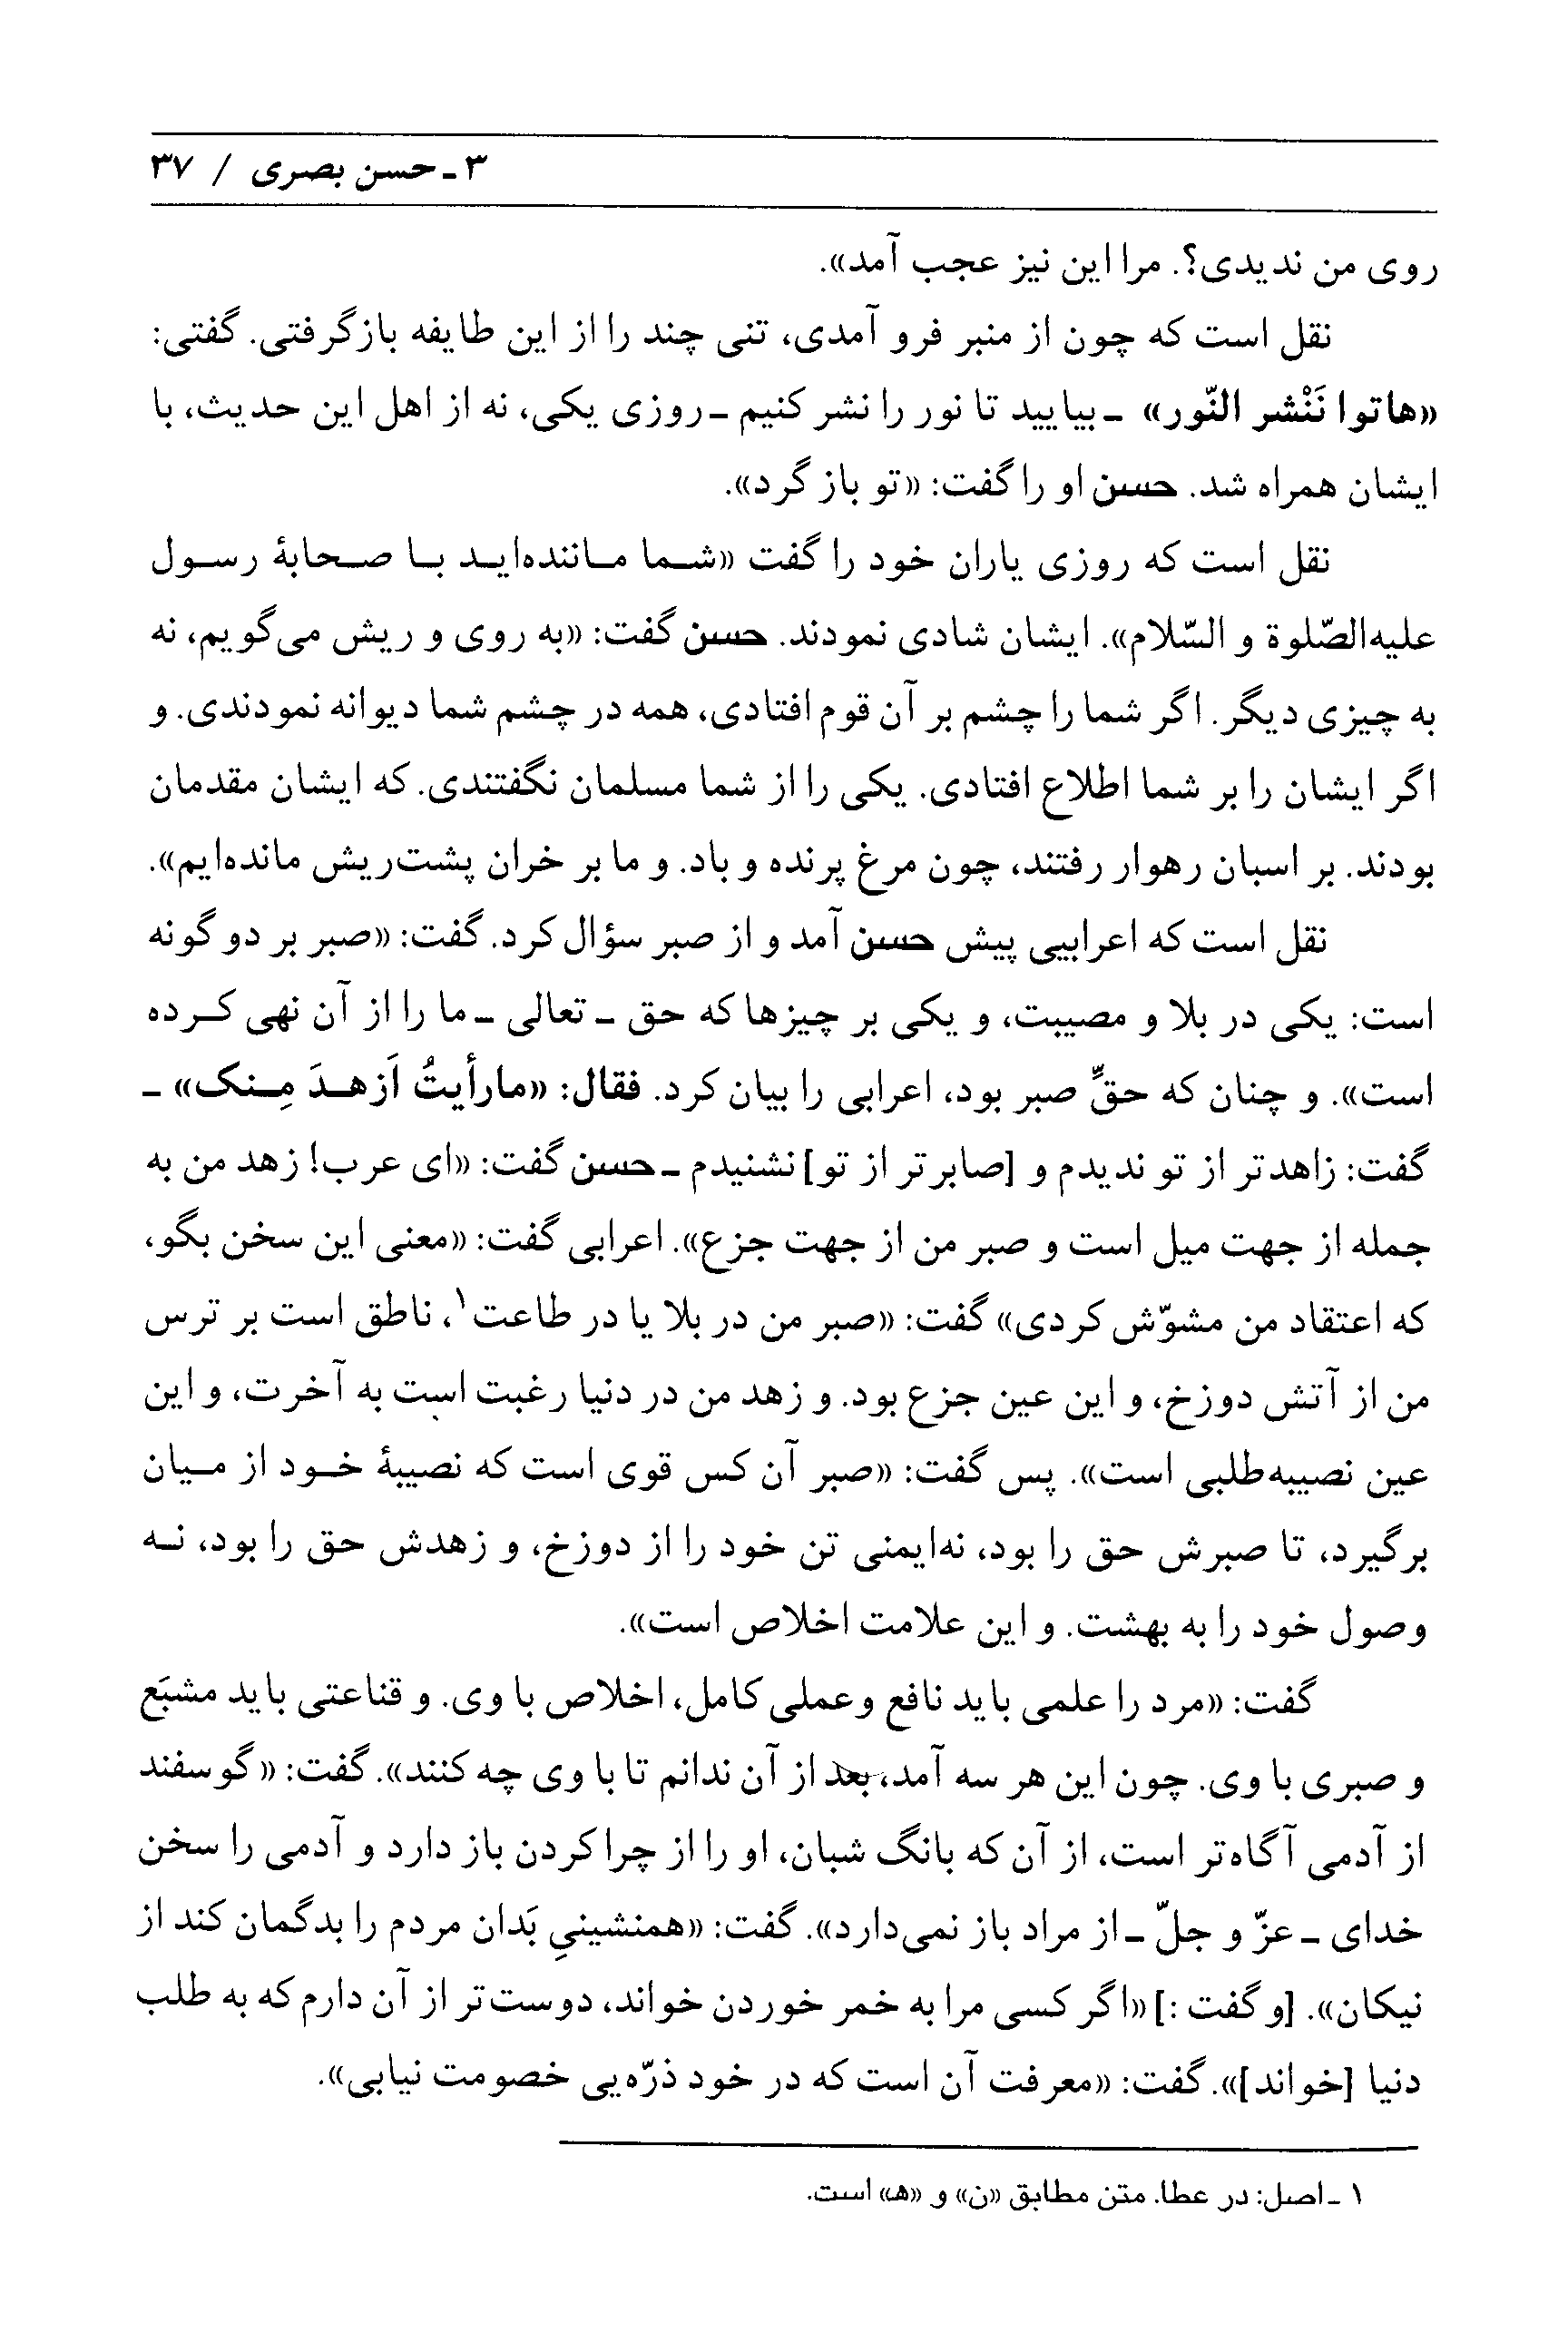 ۳ ـ حسن بصری / ۳۷
روی من ندیدی؟. مرا این نیز عجب آمد».
نقل است که چون از منبر فرو آمدی، تنی چند را از این طایفه بازگرفتی. گفتی:
«هاتوا نَنْشر النّور» ـ بیایید تا نور را نشر کنیم ـ روزی یکی، نه از اهل این حدیث، با
ایشان همراه شد. حسن او را گفت: «تو باز گرد».
نقل است که روزی یاران خود را گفت «شما ماننده‌اید با صحابهٔ رسول
علیه‌الصّلوة و السّلام». ایشان شادی نمودند. حسن گفت: «به روی و ریش می‌گویم، نه
به چیزی دیگر. اگر شما را چشم بر آن قوم افتادی، همه در چشم شما دیوانه نمودندی. و
اگر ایشان را بر شما اطلاع افتادی. یکی را از شما مسلمان نگفتندی. که ایشان مقدمان
بودند. بر اسبان رهوار رفتند، چون مرغ پرنده و باد. و ما بر خران پشت‌ریش مانده‌ایم».
نقل است که اعرابیی پیش حسن آمد و از صبر سؤال کرد. گفت: «صبر بر دو گونه
است: یکی در بلا و مصیبت، و یکی بر چیزها که حق ـ تعالی ـ ما را از آن نهی کرده
است». و چنان که حقِّ صبر بود، اعرابی را بیان کرد. فقال: «مارأیتُ اَزهدَ مِنک» ـ
گفت: زاهدتر از تو ندیدم و [صابرتر از تو] نشنیدم ـ حسن گفت: «ای عرب! زهد من به
جمله از جهت میل است و صبر من از جهت جزع». اعرابی گفت: «معنی این سخن بگو،
که اعتقاد من مشوّش کردی» گفت: «صبر من در بلا یا در طاعت۱، ناطق است بر ترس
من از آتش دوزخ، و این عین جزع بود. و زهد من در دنیا رغبت است به آخرت، و این
عین نصیبه‌طلبی است». پس گفت: «صبر آن کس قوی است که نصیبهٔ خود از میان
برگیرد، تا صبرش حق را بود، نه‌ایمنی تن خود را از دوزخ، و زهدش حق را بود، نه
وصول خود را به بهشت. و این علامت اخلاص است».
گفت: «مرد را علمی باید نافع وعملی کامل، اخلاص با وی. و قناعتی باید مشبَع
و صبری با وی. چون این هر سه آمد، بعد از آن ندانم تا با وی چه کنند». گفت: «گوسفند
از آدمی آگاه‌تر است، از آن که بانگ شبان، او را از چرا کردن باز دارد و آدمی را سخن
خدای ـ عزّ و جلّ ـ از مراد باز نمی‌دارد». گفت: «همنشینیِ بَدان مردم را بدگمان کند از
نیکان». [و گفت :] «اگر کسی مرا به خمر خوردن خواند، دوست‌تر از آن دارم که به طلب
دنیا [خواند]». گفت: «معرفت آن است که در خود ذرّه‌یی خصومت نیابی».
۱ ـ اصل: در عطا. متن مطابق «ن» و «هـ» است.